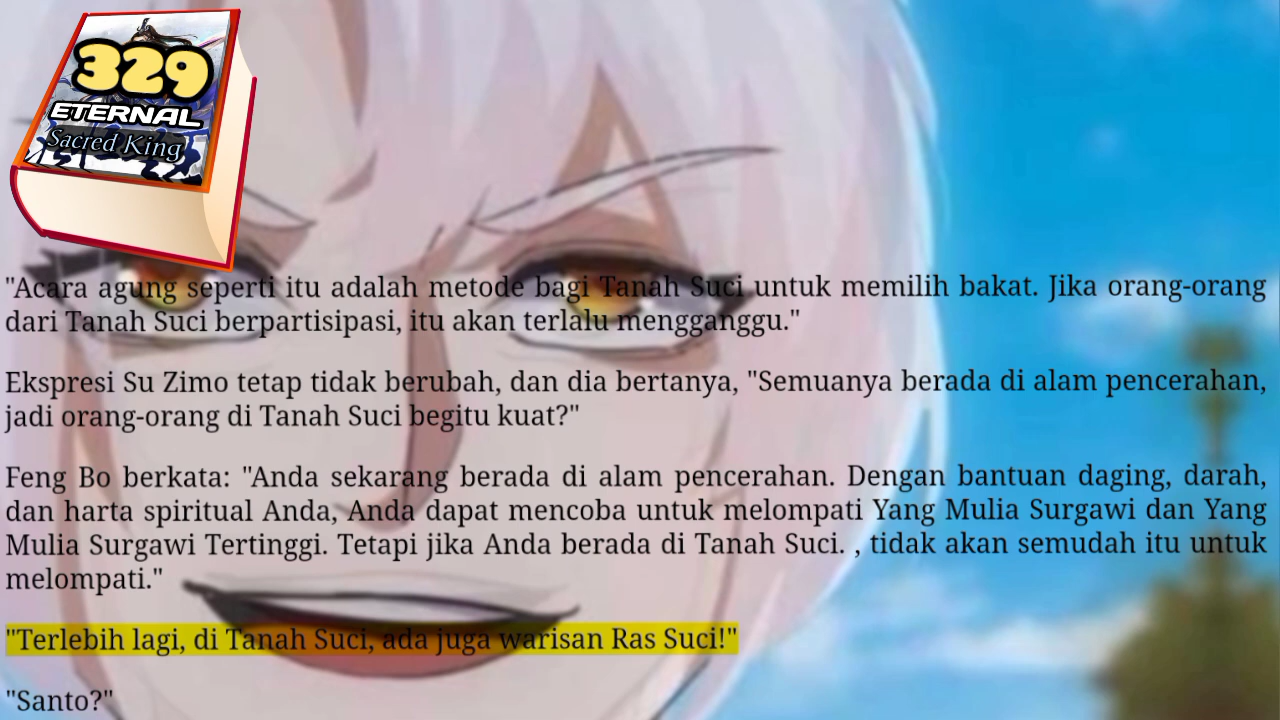 329
ETERNAL
Sacred King
"Acara agung seperti itu adalah metode bagi Tanah Suci untuk memilih bakat. Jika orang-orang
dari Tanah Suci berpartisipasi, itu akan terlalu mengganggu."
Ekspresi Su Zimo tetap tidak berubah, dan dia bertanya, "Semuanya berada di alam pencerahan,
jadi orang-orang di Tanah Suci begitu kuat?"
Feng Bo berkata: "Anda sekarang berada di alam pencerahan. Dengan bantuan daging, darah,
dan harta spiritual Anda, Anda dapat mencoba untuk melompati Yang Mulia Surgawi dan Yang
Mulia Surgawi Tertinggi. Tetapi jika Anda berada di Tanah Suci. , tidak akan semudah itu untuk
melompati."
"Terlebih lagi, di Tanah Suci, ada juga warisan Ras Suci!"
"Santo?"